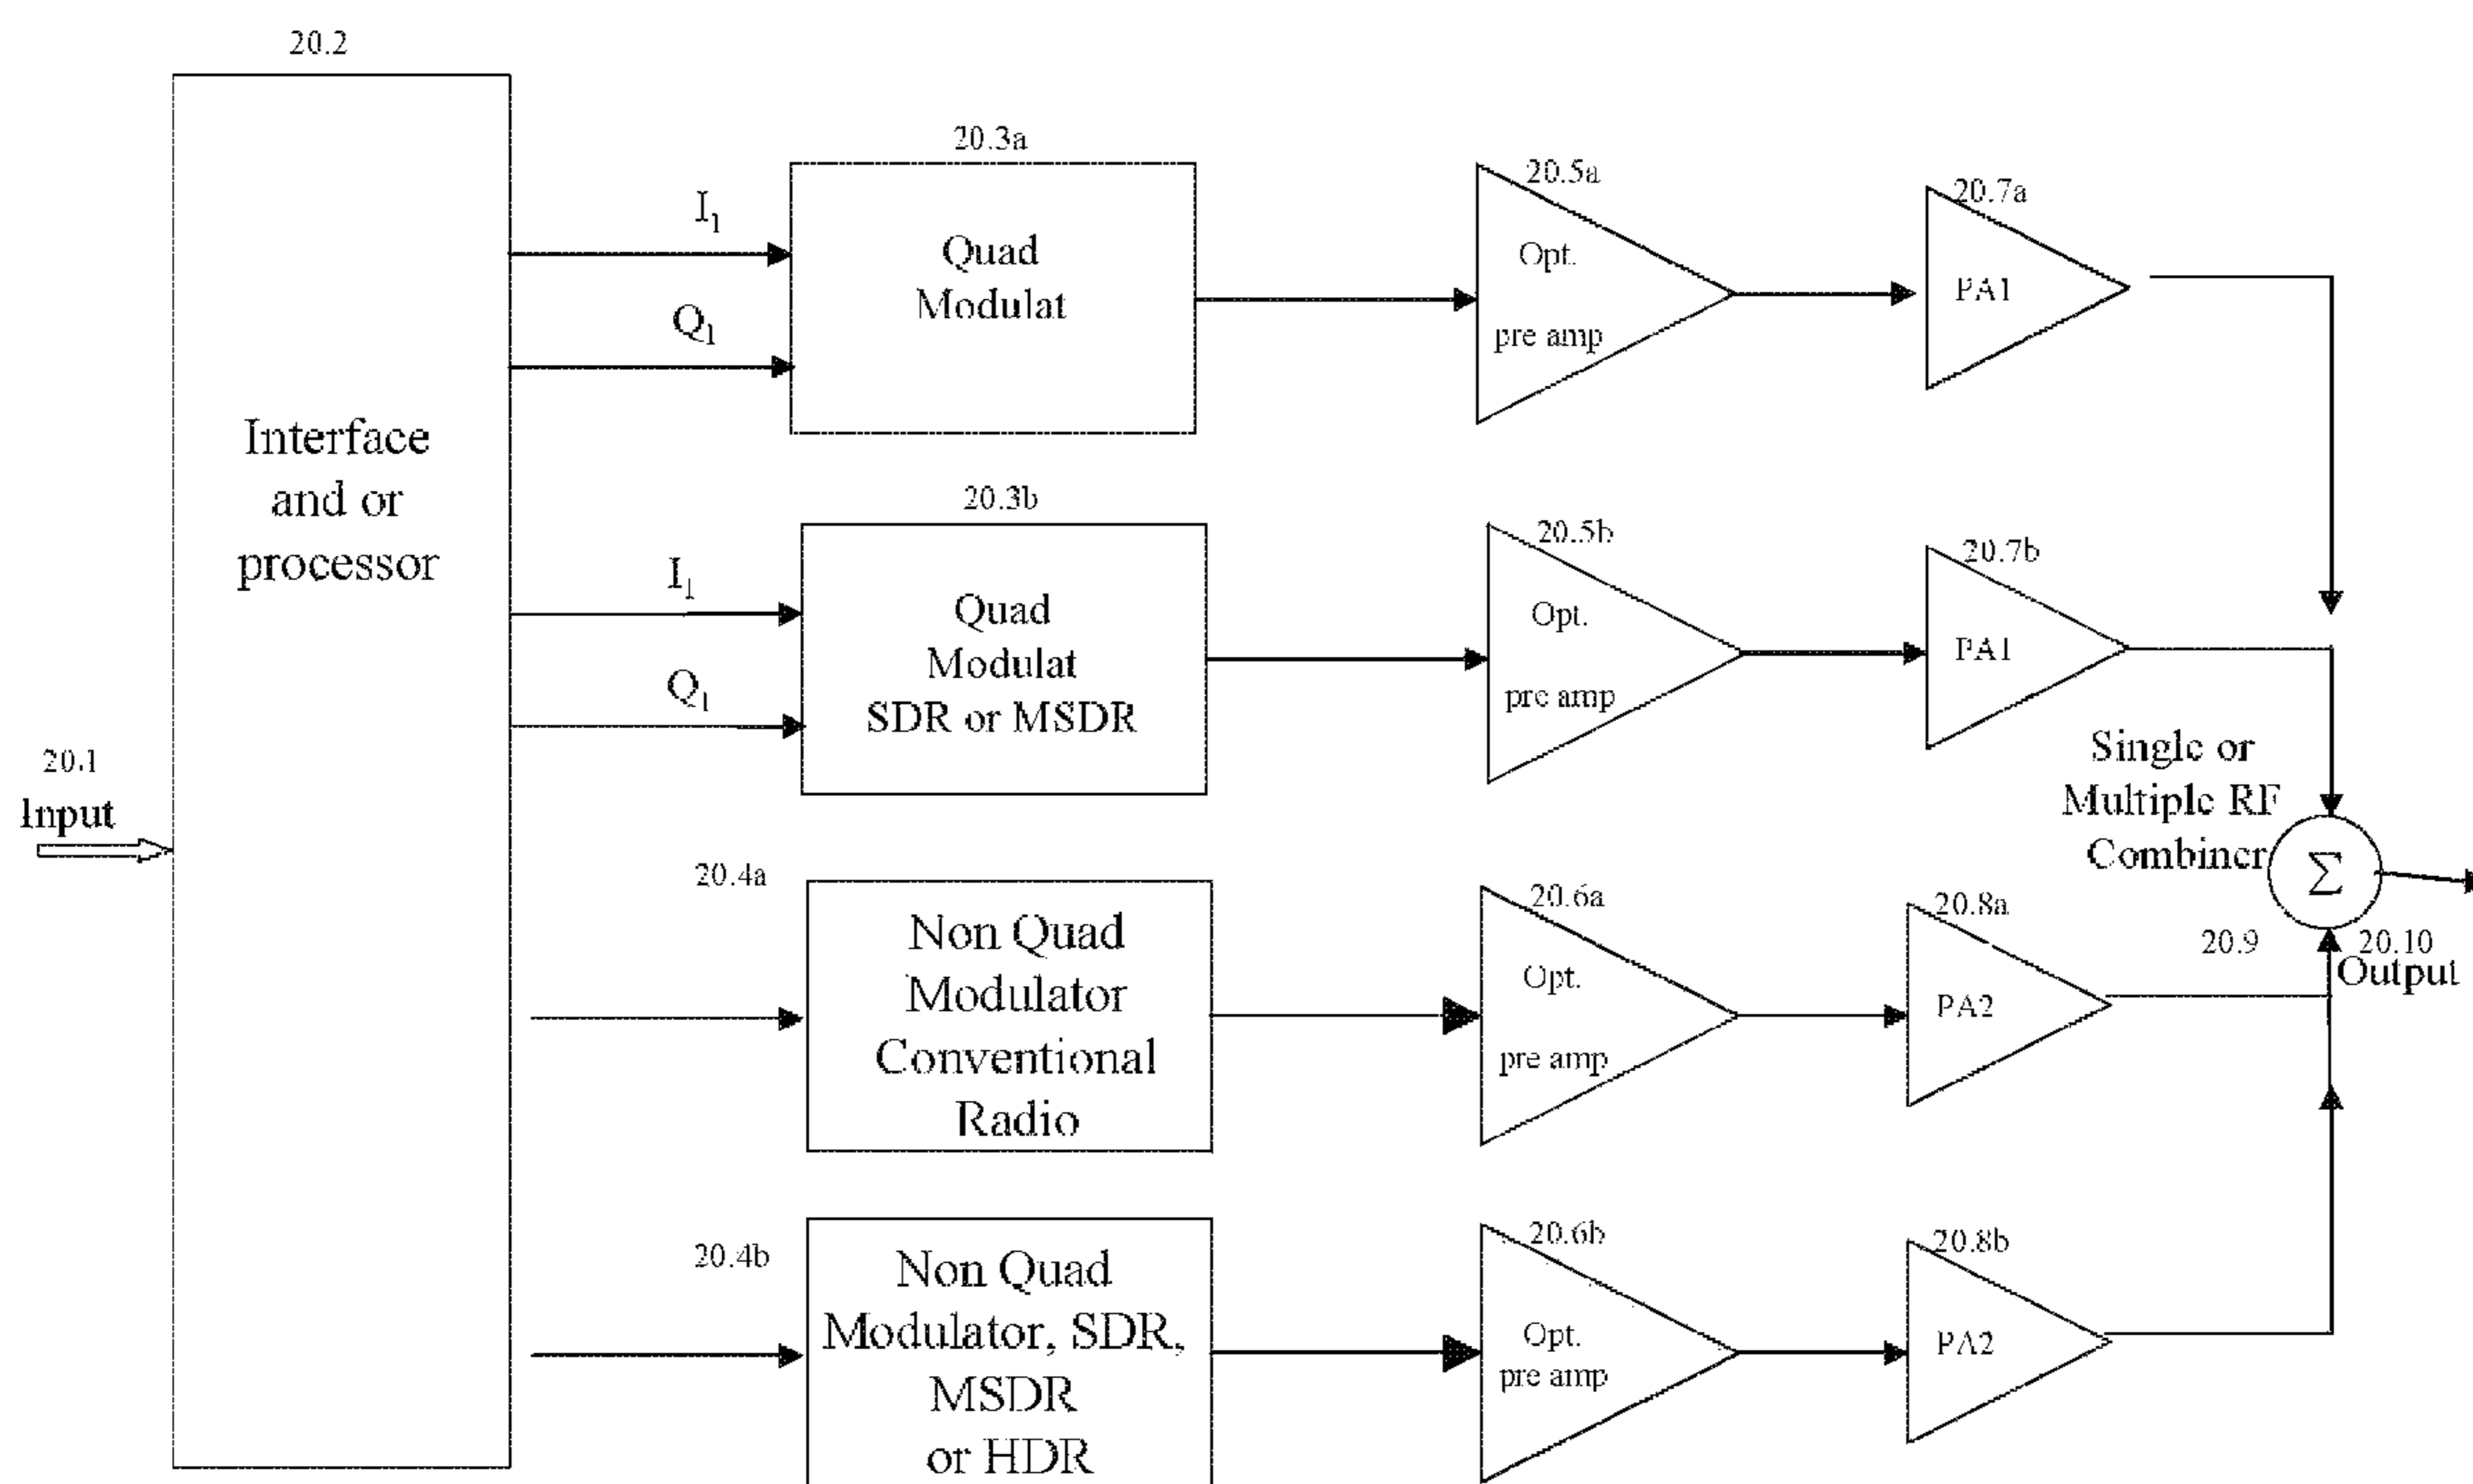 20.2
20.3a
20.5a
20.7a
I1
Q1
Quad
Modulat
Opt.
pre amp
PA1
Interface
and or
processor
20.3b
20.5b
20.7b
I1
Q1
Quad
Modulat
SDR or MSDR
Opt.
pre amp
PA1
20.1
Input
Single or
Multiple RF
Combiner
Σ
20.4a
20.6a
20.8a
20.9
20.10
Output
Non Quad
Modulator
Conventional
Radio
Opt.
pre amp
PA2
20.4b
20.6b
20.8b
Non Quad
Modulator, SDR,
MSDR
or HDR
Opt.
pre amp
PA2